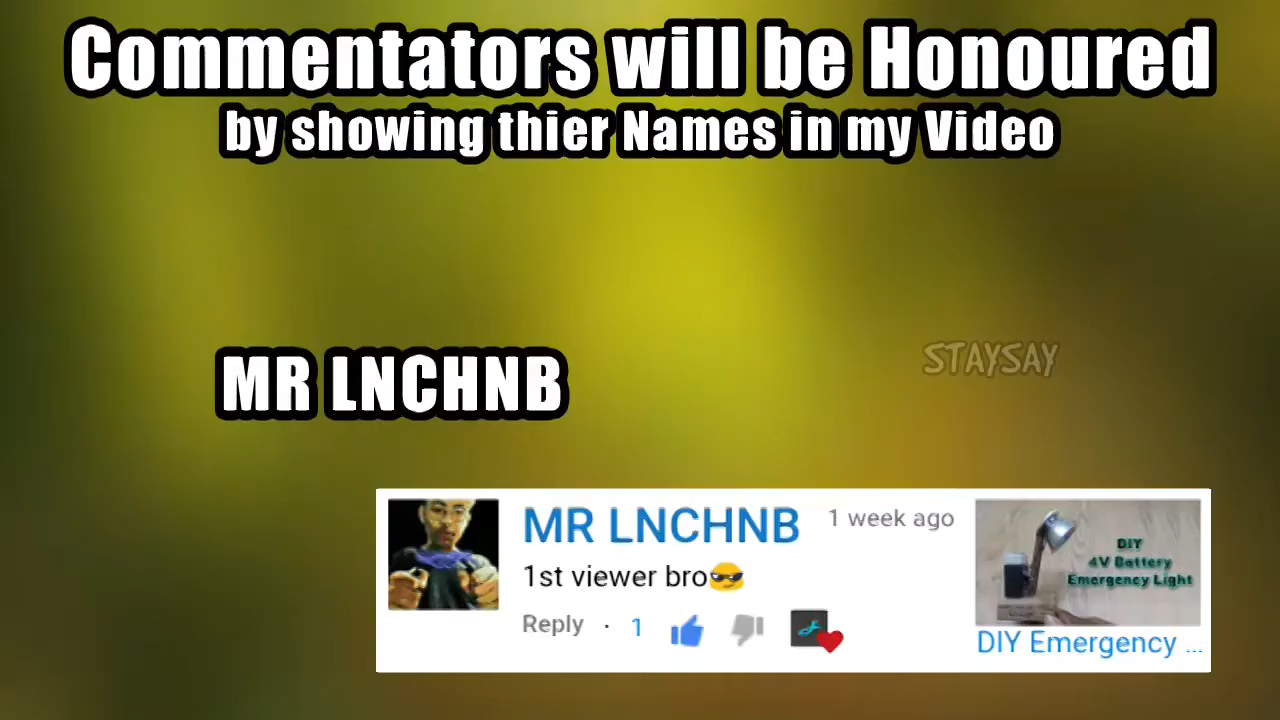 Commentators will be Honoured
by showing thier Names in my Video
STAYSAY
MR LNCHNB
MR LNCHNB 1 week ago
1st viewer bro😎
Reply · 1
DIY
4V Battery
Emergency Light
DIY Emergency ...